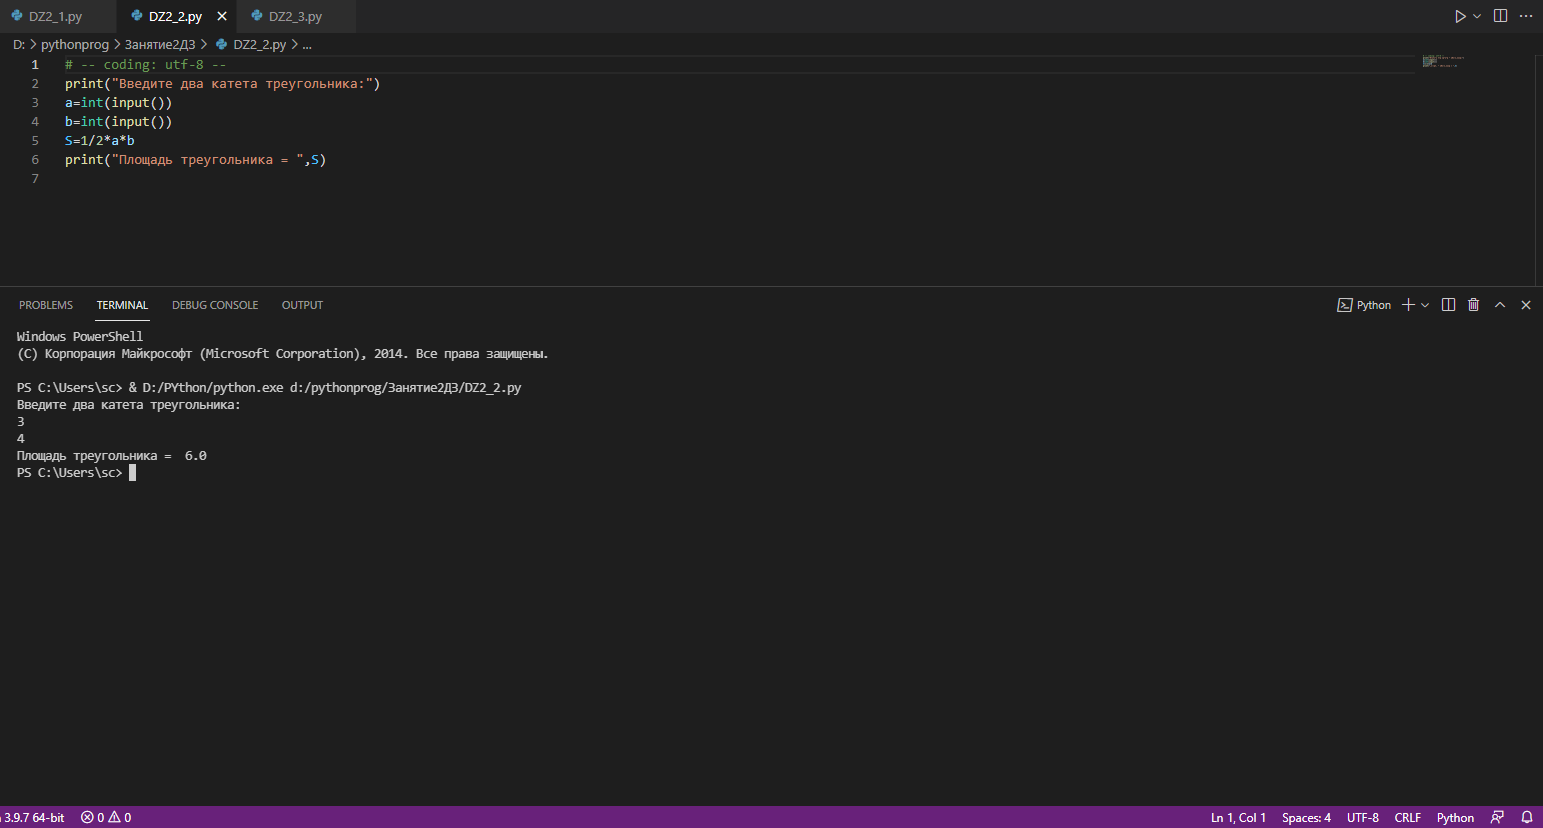 DZ2_1.py DZ2_2.py DZ2_3.py
D: > pythonprog > Занятие2ДЗ > DZ2_2.py > ...
1 # -- coding: utf-8 --
2 print("Введите два катета треугольника:")
3 a=int(input())
4 b=int(input())
5 S=1/2*a*b
6 print("Площадь треугольника = ",S)
7
PROBLEMS TERMINAL DEBUG CONSOLE OUTPUT Python
Windows PowerShell
(C) Корпорация Майкрософт (Microsoft Corporation), 2014. Все права защищены.
PS C:\Users\sc> & D:/PYthon/python.exe d:/pythonprog/Занятие2ДЗ/DZ2_2.py
Введите два катета треугольника:
3
4
Площадь треугольника =  6.0
PS C:\Users\sc>
3.9.7 64-bit 0 0 Ln 1, Col 1 Spaces: 4 UTF-8 CRLF Python